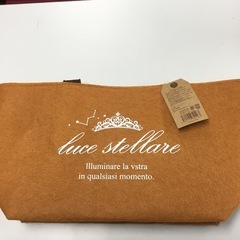 luce stellare
Illuminare la vstra
in qualsiasi momento.